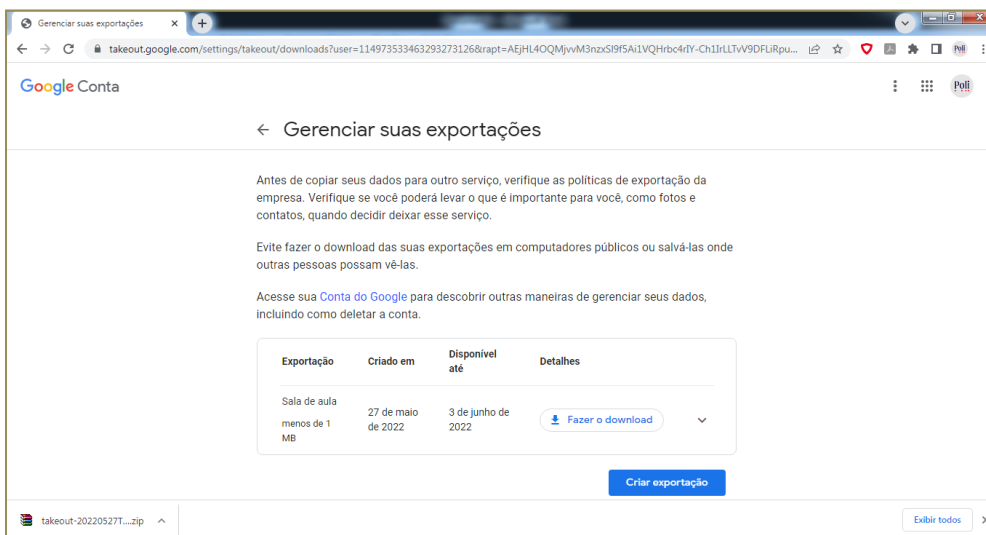 Gerenciar suas exportações
takeout.google.com/settings/takeout/downloads?user=114973533463293273126&rapt=AEjHL4OQMjvvM3nzxSl9f5Ai1VQHrbc4rlY-Ch1IrLLTvV9DFLiRpu...
Poli
Google Conta
Poli
Gerenciar suas exportações
Antes de copiar seus dados para outro serviço, verifique as políticas de exportação da
empresa. Verifique se você poderá levar o que é importante para você, como fotos e
contatos, quando decidir deixar esse serviço.
Evite fazer o download das suas exportações em computadores públicos ou salvá-las onde
outras pessoas possam vê-las.
Acesse sua Conta do Google para descobrir outras maneiras de gerenciar seus dados,
incluindo como deletar a conta.
Exportação Criado em Disponível até Detalhes
Sala de aula
menos de 1
MB
27 de maio
de 2022
3 de junho de
2022
Fazer o download
Criar exportação
takeout-20220527T....zip
Exibir todos